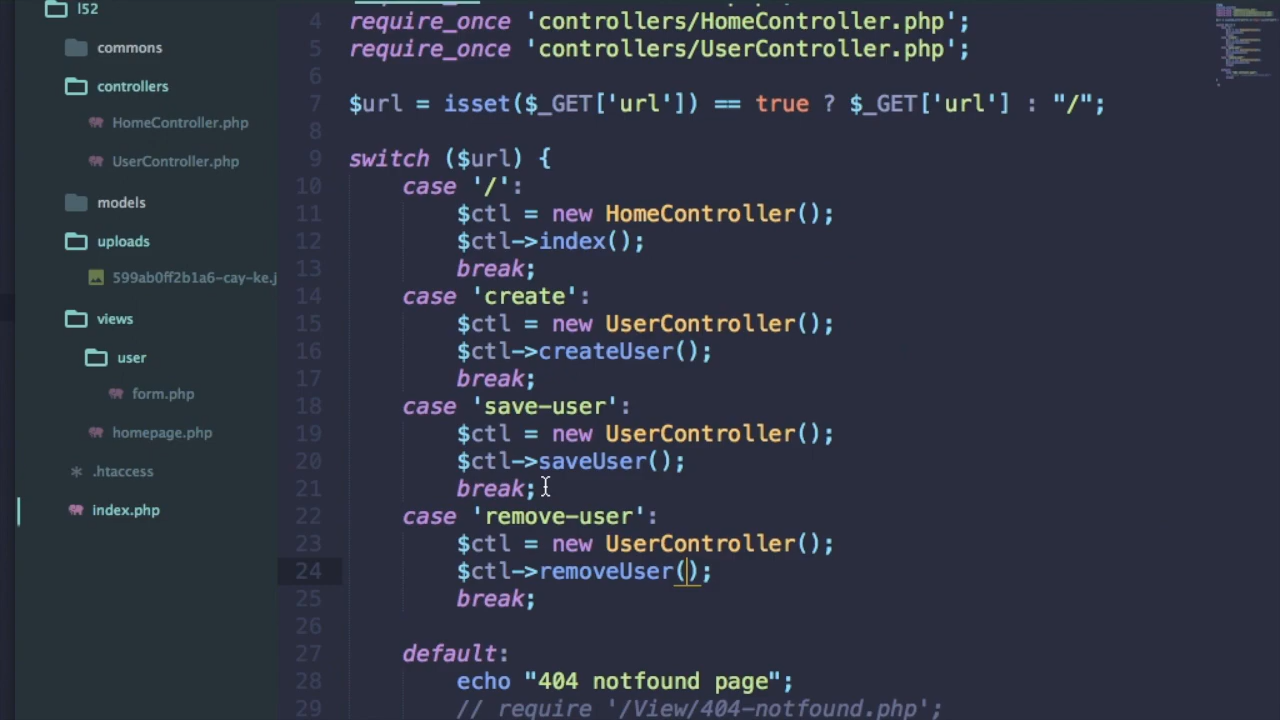 l52
commons
controllers
HomeController.php
UserController.php
models
uploads
599ab0ff2b1a6-cay-ke.j
views
user
form.php
homepage.php
.htaccess
index.php
4 require_once 'controllers/HomeController.php';
5 require_once 'controllers/UserController.php';
6
7 $url = isset($_GET['url']) == true ? $_GET['url'] : "/";
8
9 switch ($url) {
10 case '/':
11 $ctl = new HomeController();
12 $ctl->index();
13 break;
14 case 'create':
15 $ctl = new UserController();
16 $ctl->createUser();
17 break;
18 case 'save-user':
19 $ctl = new UserController();
20 $ctl->saveUser();
21 break;
22 case 'remove-user':
23 $ctl = new UserController();
24 $ctl->removeUser();
25 break;
26
27 default:
28 echo "404 notfound page";
29 // require '/View/404-notfound.php';